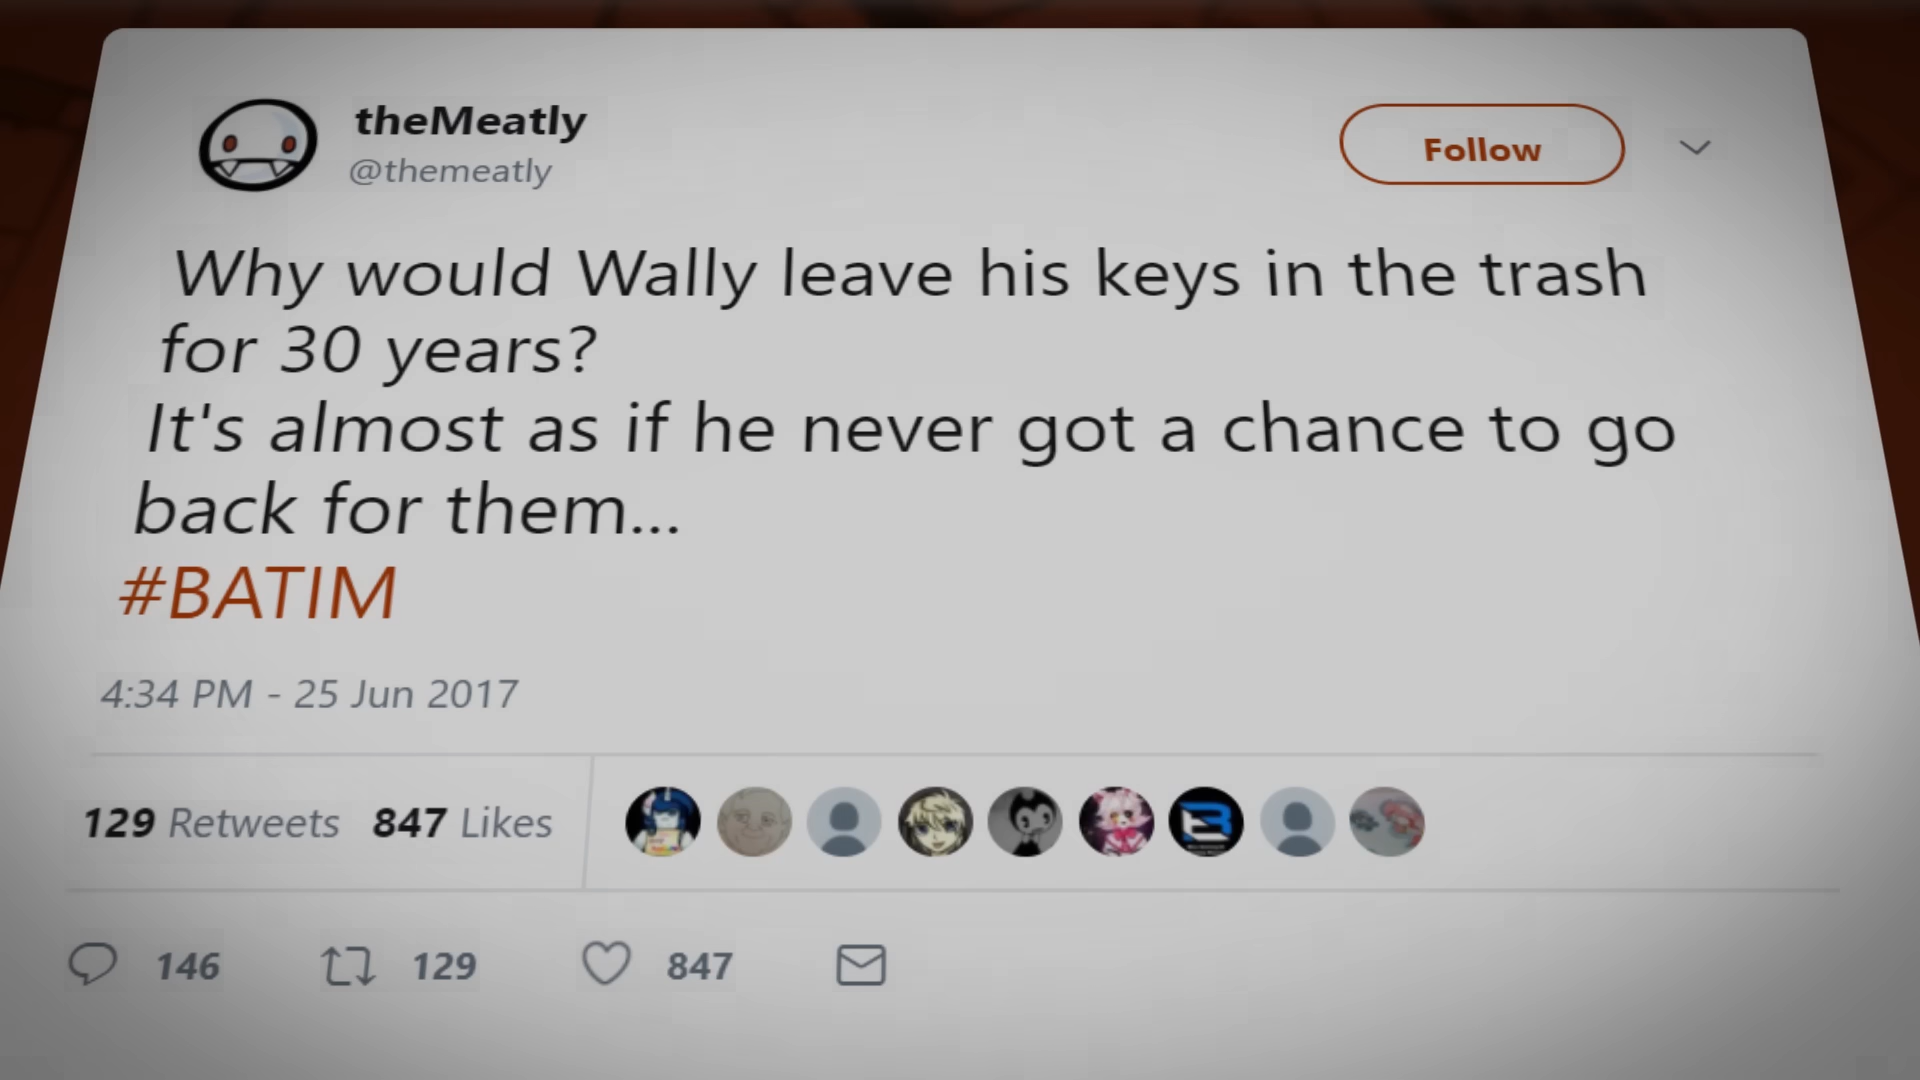 theMeatly
@themeatly
Follow
Why would Wally leave his keys in the trash
for 30 years?
It's almost as if he never got a chance to go
back for them...
#BATIM
4:34 PM - 25 Jun 2017
129 Retweets 847 Likes
146 129 847